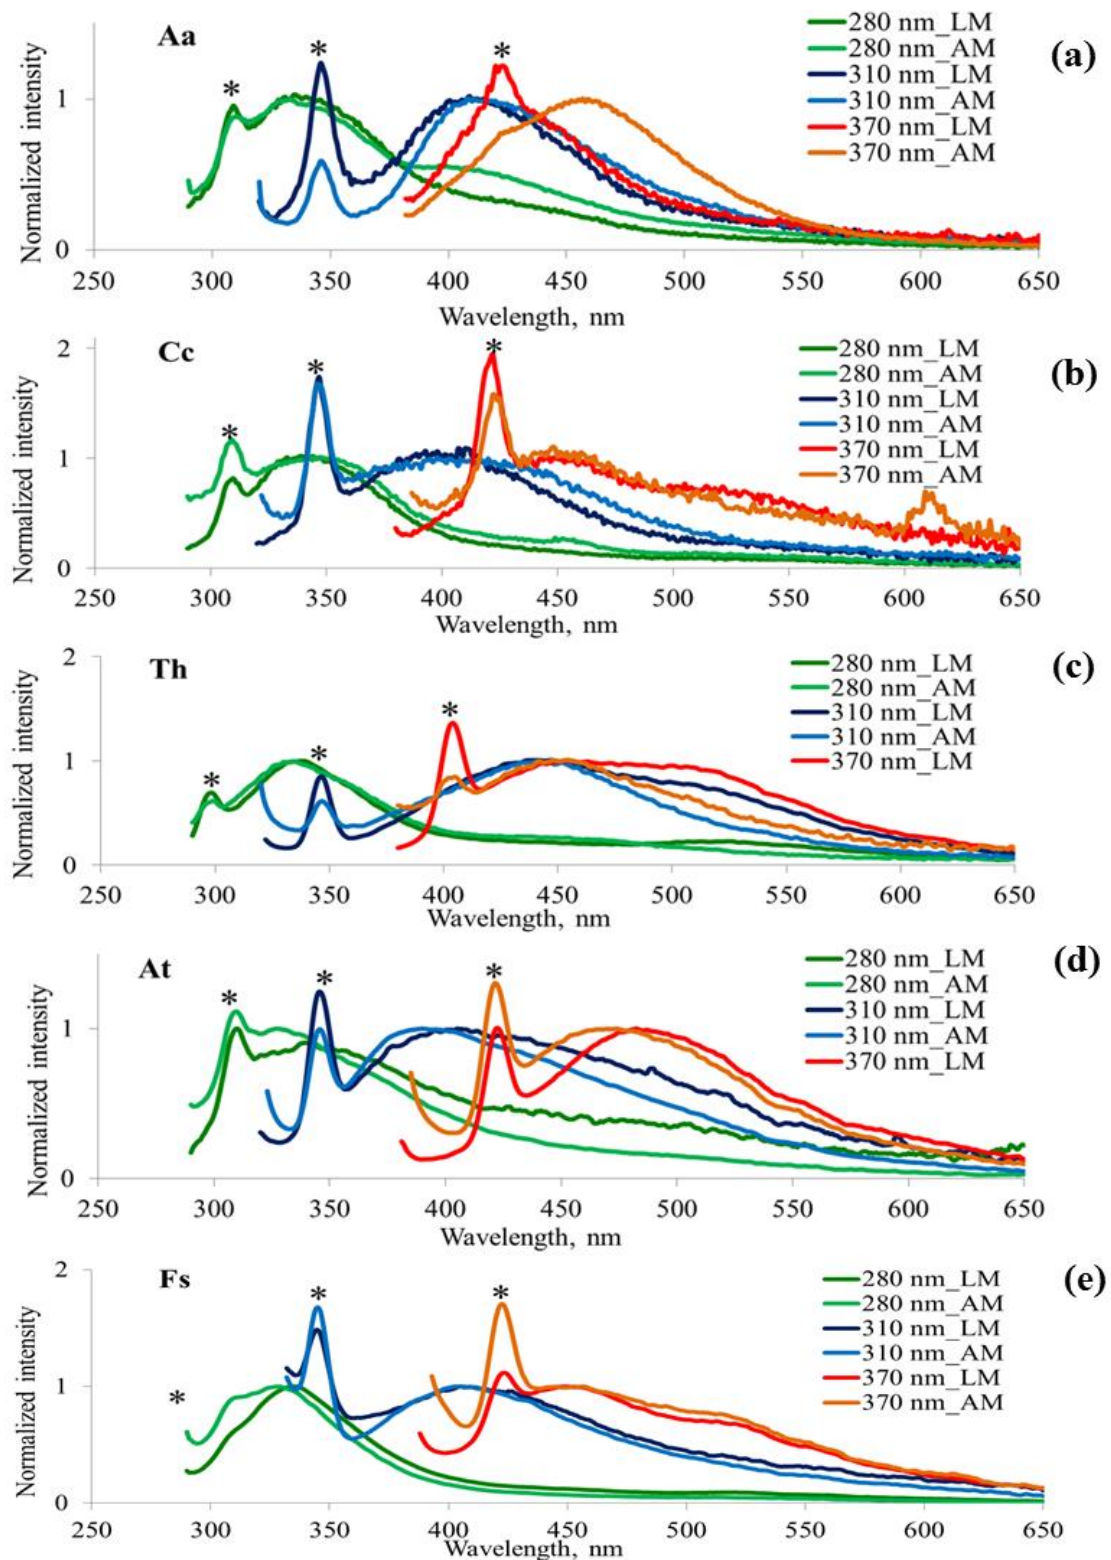 Aa
(a)
* * *
280 nm_LM
280 nm_AM
310 nm_LM
310 nm_AM
370 nm_LM
370 nm_AM
Normalized intensity
1
0
250 300 350 400 450 500 550 600 650
Wavelength, nm
Cc
(b)
* * *
280 nm_LM
280 nm_AM
310 nm_LM
310 nm_AM
370 nm_LM
370 nm_AM
Normalized intensity
2
1
0
250 300 350 400 450 500 550 600 650
Wavelength, nm
Th
(c)
* * *
280 nm_LM
280 nm_AM
310 nm_LM
310 nm_AM
370 nm_LM
Normalized intensity
2
1
0
250 300 350 400 450 500 550 600 650
Wavelength, nm
At
(d)
* * *
280 nm_LM
280 nm_AM
310 nm_LM
310 nm_AM
370 nm_LM
Normalized intensity
1
0
250 300 350 400 450 500 550 600 650
Wavelength, nm
Fs
(e)
* * *
280 nm_LM
280 nm_AM
310 nm_LM
310 nm_AM
370 nm_LM
370 nm_AM
Normalized intensity
2
1
0
250 300 350 400 450 500 550 600 650
Wavelength, nm